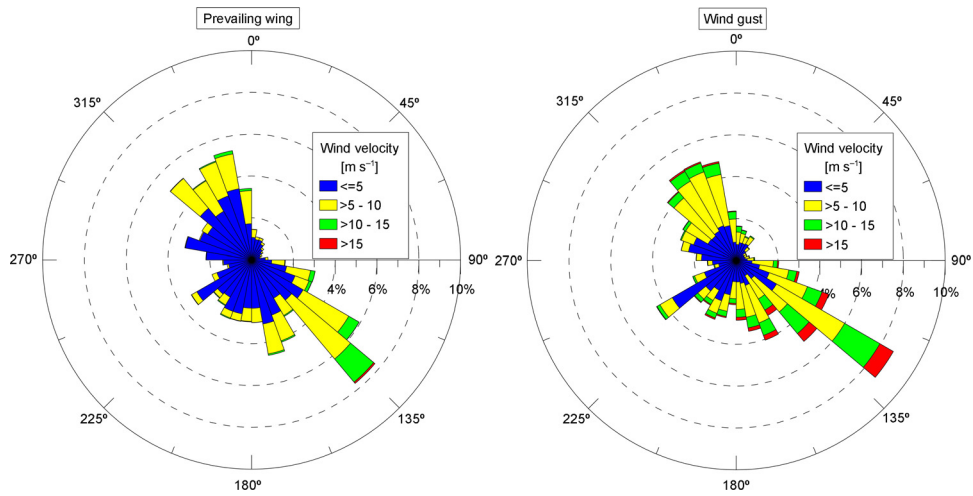 Prevailing wing
0º
45º
90º
135º
180º
225º
270º
315º
4% 6% 8% 10%
Wind velocity
[m s⁻¹]
<=5
>5 - 10
>10 - 15
>15
Wind gust
0º
45º
90º
135º
180º
225º
270º
315º
4% 6% 8% 10%
Wind velocity
[m s⁻¹]
<=5
>5 - 10
>10 - 15
>15